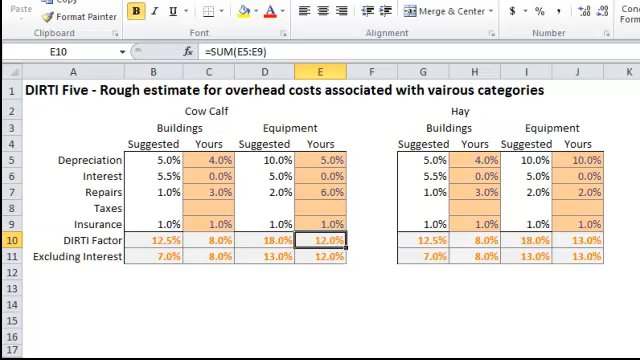 Paste
Copy
Format Painter
B I U A
Merge & Center
$ % ,
Clipboard Font Alignment Number
E10 fx =SUM(E5:E9)
A B C D E F G H I J K
1 DIRTI Five - Rough estimate for overhead costs associated with vairous categories
2 Cow Calf Hay
3 Buildings Equipment Buildings Equipment
4 Suggested Yours Suggested Yours Suggested Yours Suggested Yours
5 Depreciation 5.0% 4.0% 10.0% 5.0% 5.0% 4.0% 10.0% 10.0%
6 Interest 5.5% 0.0% 5.0% 0.0% 5.5% 0.0% 5.0% 0.0%
7 Repairs 1.0% 3.0% 2.0% 6.0% 1.0% 3.0% 2.0% 2.0%
8 Taxes
9 Insurance 1.0% 1.0% 1.0% 1.0% 1.0% 1.0% 1.0% 1.0%
10 DIRTI Factor 12.5% 8.0% 18.0% 12.0% 12.5% 8.0% 18.0% 13.0%
11 Excluding Interest 7.0% 8.0% 13.0% 12.0% 7.0% 8.0% 13.0% 13.0%
12
13
14
15
16
17